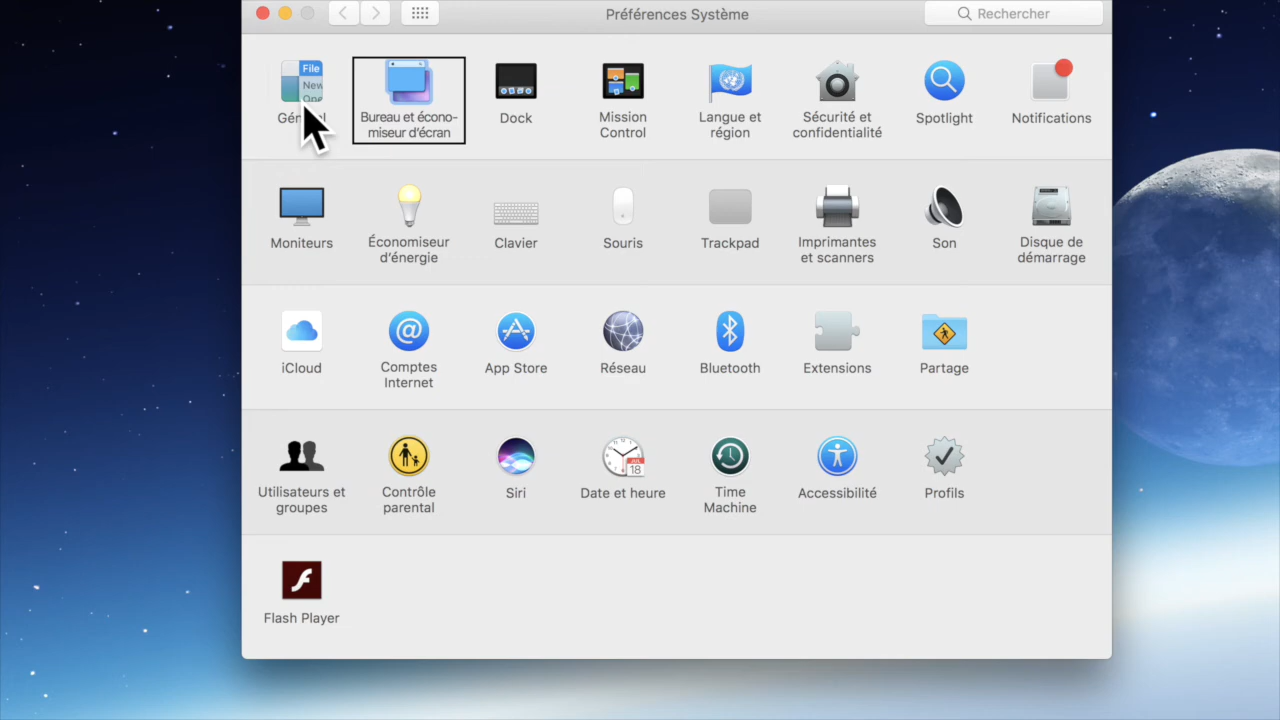 Préférences Système
Rechercher
File
New
Bureau et écono-
miseur d'écran
Dock
Mission
Control
Langue et
région
Sécurité et
confidentialité
Spotlight
Notifications
Moniteurs
Économiseur
d'énergie
Clavier
Souris
Trackpad
Imprimantes
et scanners
Son
Disque de
démarrage
iCloud
Comptes
Internet
App Store
Réseau
Bluetooth
Extensions
Partage
Utilisateurs et
groupes
Contrôle
parental
Siri
JUL
18
Date et heure
Time
Machine
Accessibilité
Profils
Flash Player